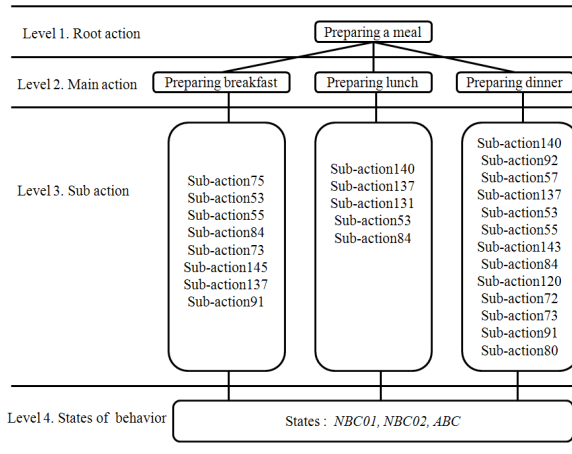 Level 1. Root action
Preparing a meal
Level 2. Main action
Preparing breakfast
Preparing lunch
Preparing dinner
Level 3. Sub action
Sub-action75
Sub-action53
Sub-action55
Sub-action84
Sub-action73
Sub-action145
Sub-action137
Sub-action91
Sub-action140
Sub-action137
Sub-action131
Sub-action53
Sub-action84
Sub-action140
Sub-action92
Sub-action57
Sub-action137
Sub-action53
Sub-action55
Sub-action143
Sub-action84
Sub-action120
Sub-action72
Sub-action73
Sub-action91
Sub-action80
Level 4. States of behavior
States : NBC01, NBC02, ABC